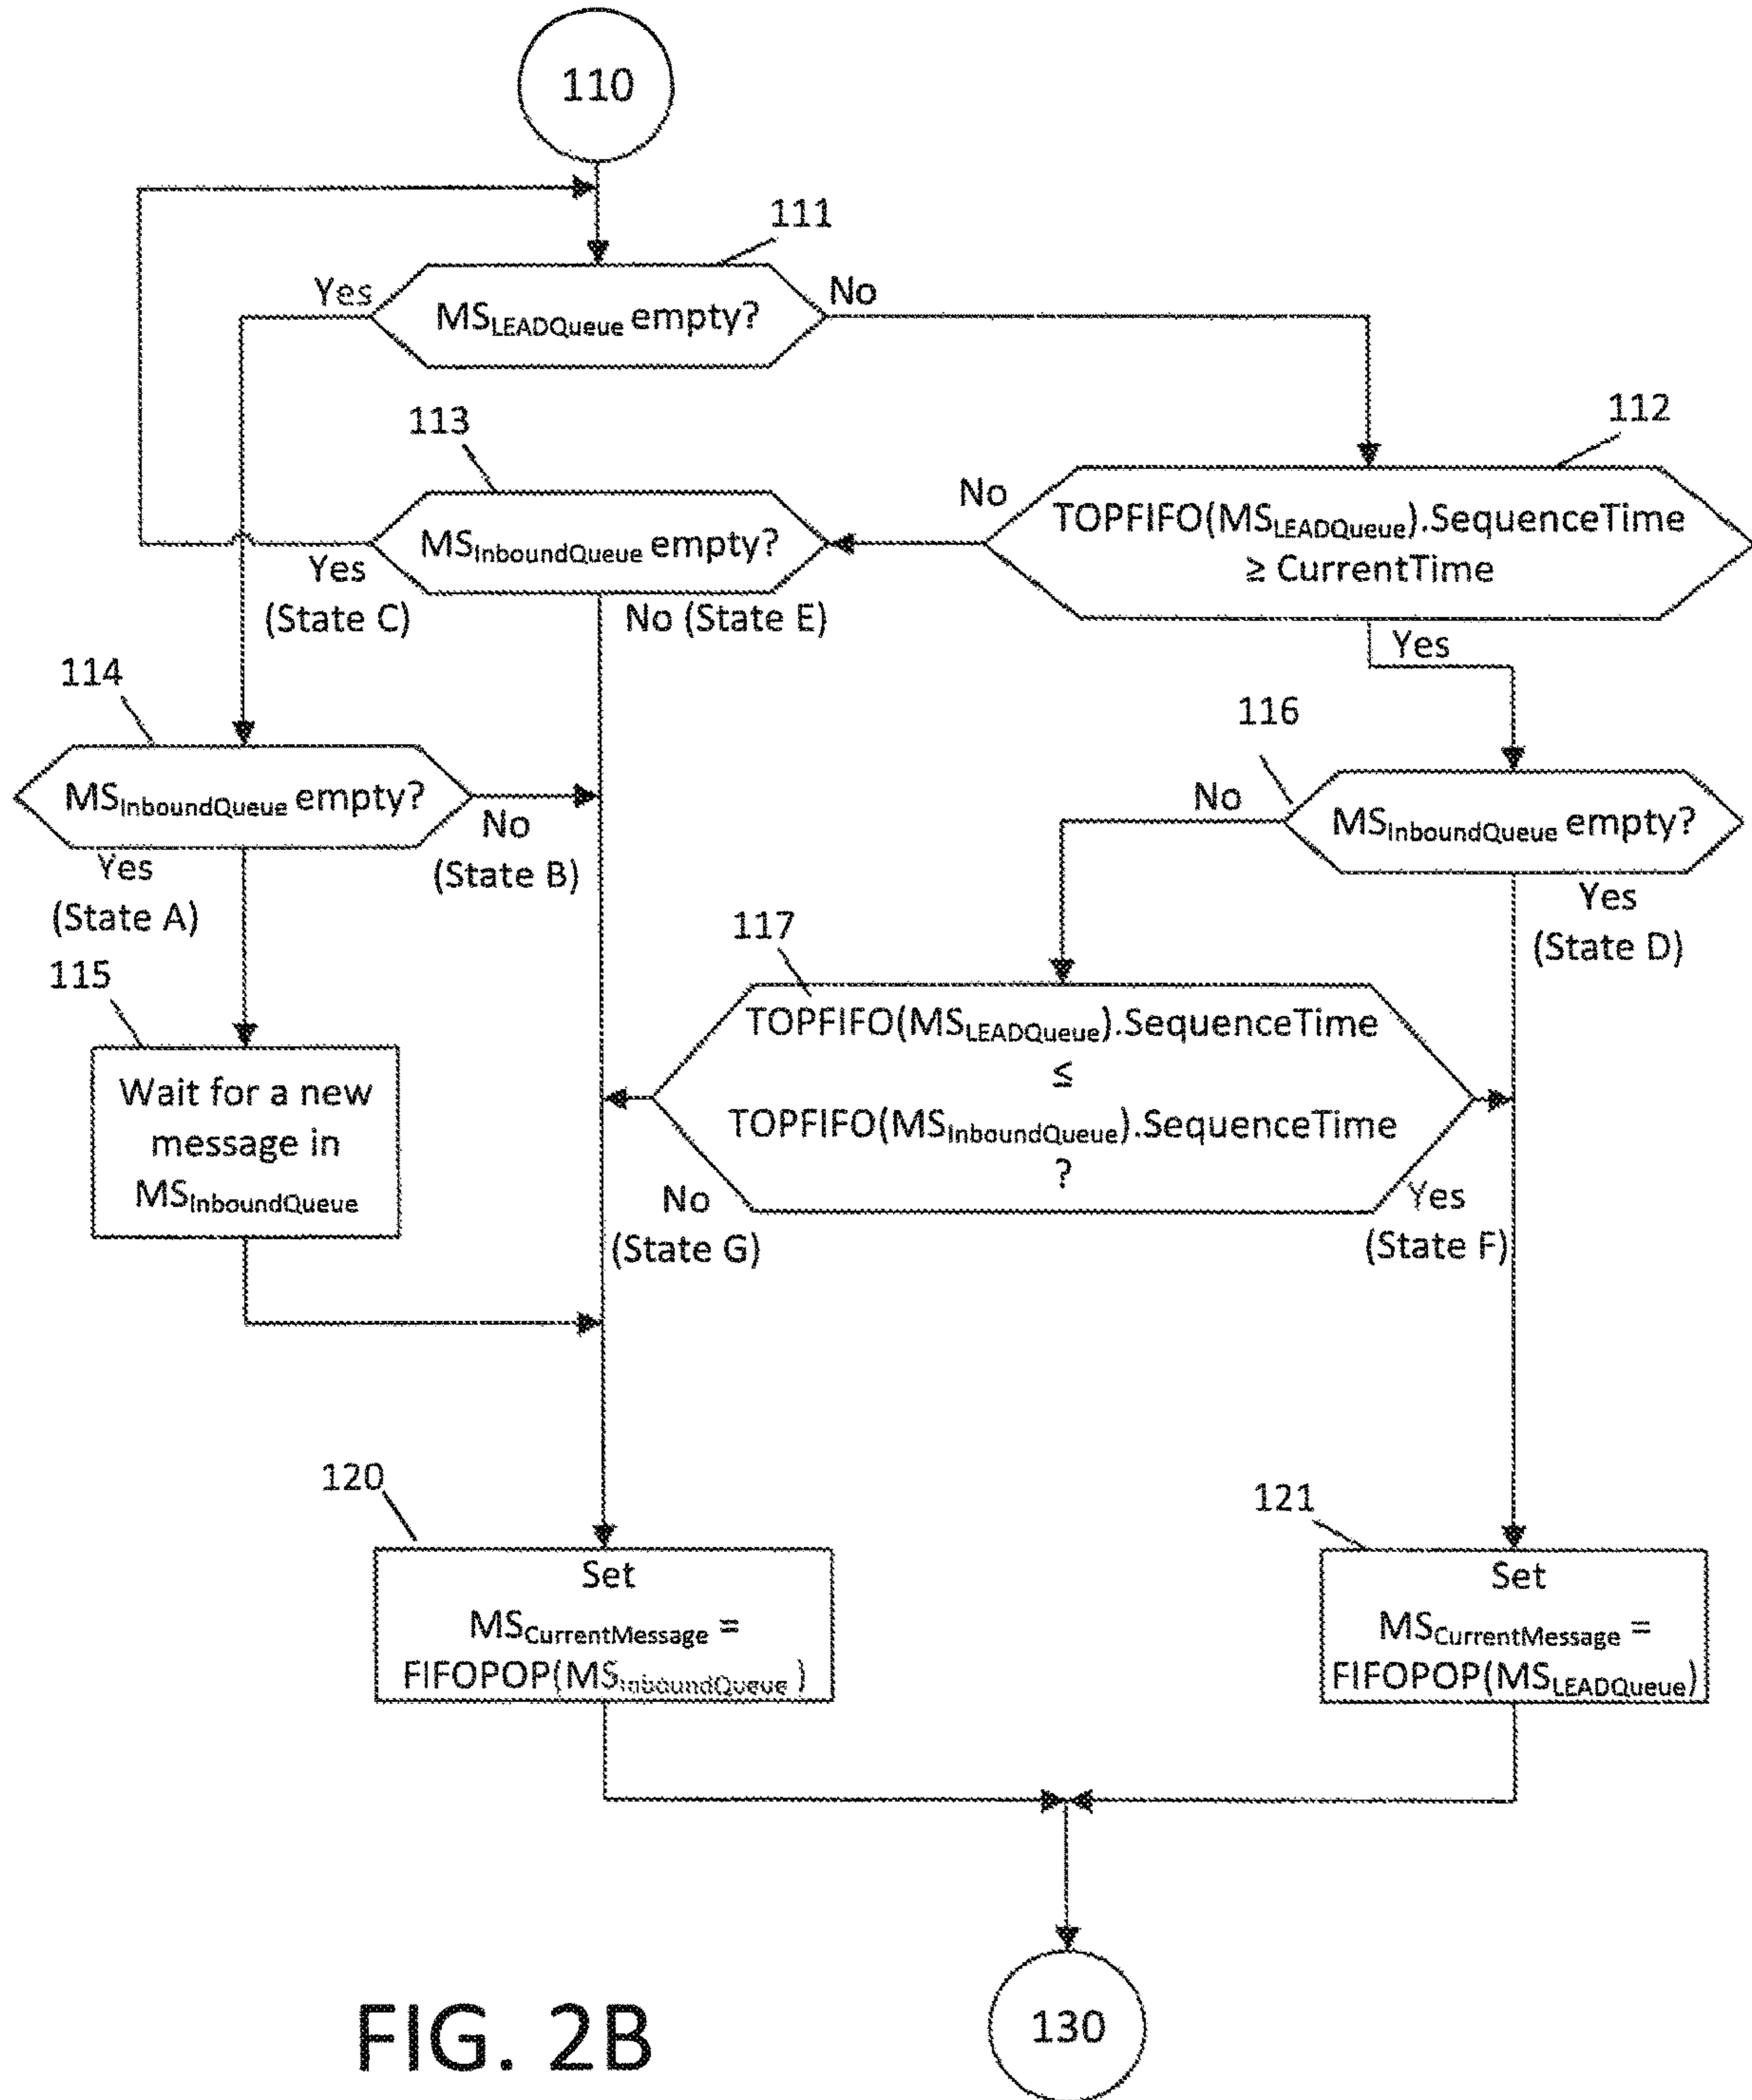 110
111
Yes
No
MSLEADQueue empty?
113
112
No
MSInboundQueue empty?
TOPFIFO(MSLEADQueue).SequenceTime
≥ CurrentTime
Yes
(State C)
No (State E)
Yes
114
116
MSInboundQueue empty?
No
(State B)
No
MSInboundQueue empty?
Yes
(State A)
Yes
(State D)
117
115
TOPFIFO(MSLEADQueue).SequenceTime
≤
TOPFIFO(MSInboundQueue).SequenceTime
?
Wait for a new
message in
MSInboundQueue
No
(State G)
Yes
(State F)
120
121
Set
MSCurrentMessage =
FIFOPOP(MSInboundQueue )
Set
MSCurrentMessage =
FIFOPOP(MSLEADQueue)
130
FIG. 2B